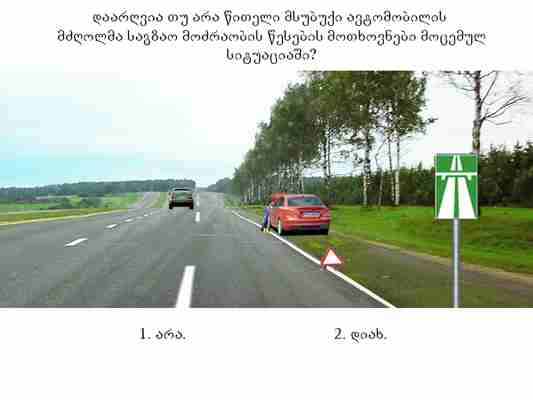 დაარღვია თუ არა წითელი მსუბუქი ავტომობილის
მძღოლმა საგზაო მოძრაობის წესების მოთხოვნები მოცემულ
სიტუაციაში?
1. არა.
2. დიახ.